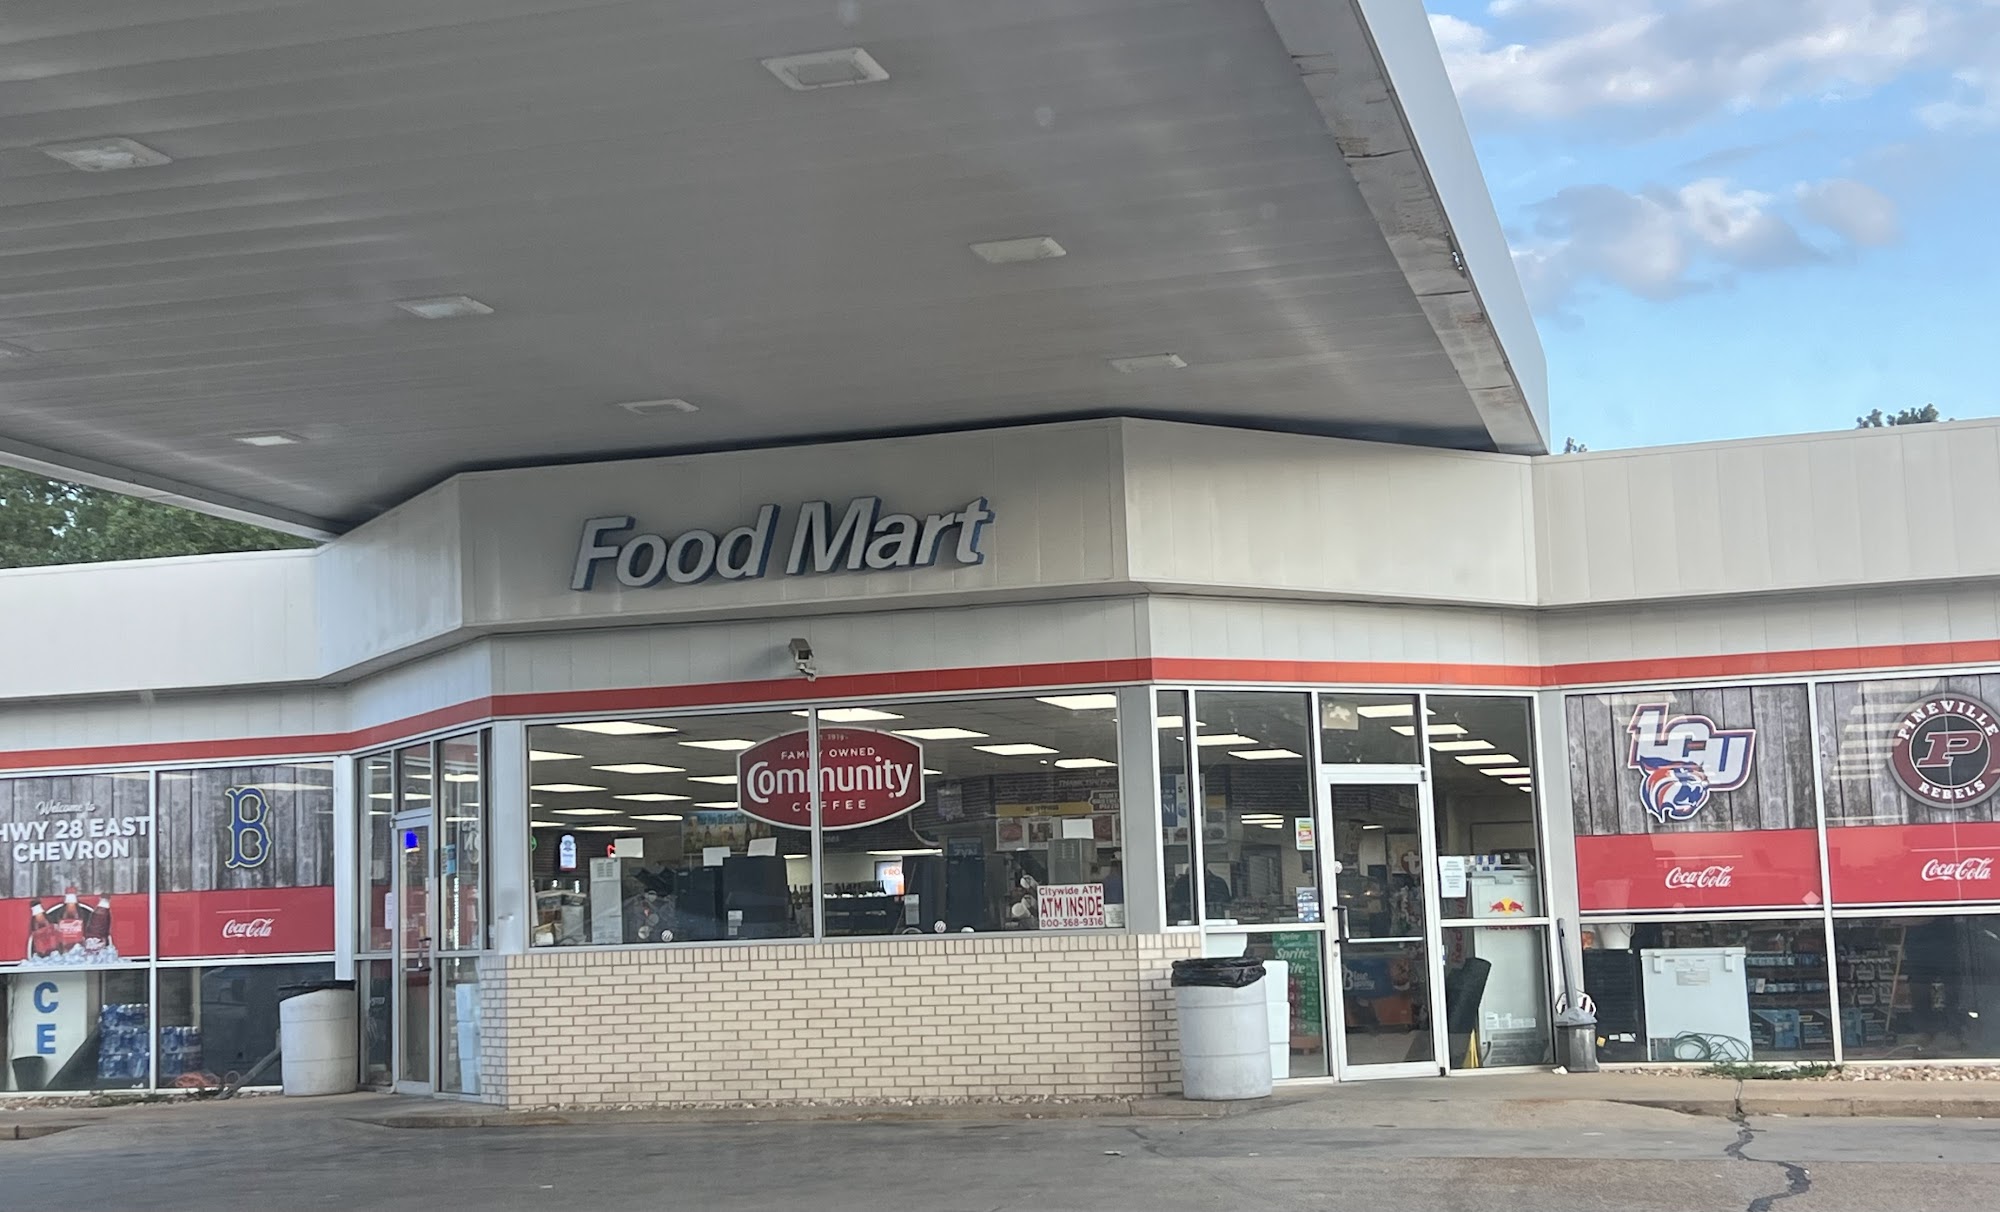 Food Mart
FAMILY OWNED
Community
COFFEE
Welcome to
HWY 28 EAST
CHEVRON
B
Coca-Cola
C
E
Citywide ATM
ATM INSIDE
800-368-9316
Sprite
LCU
Coca-Cola
PINEVILLE
P
REBELS
Coca-Cola